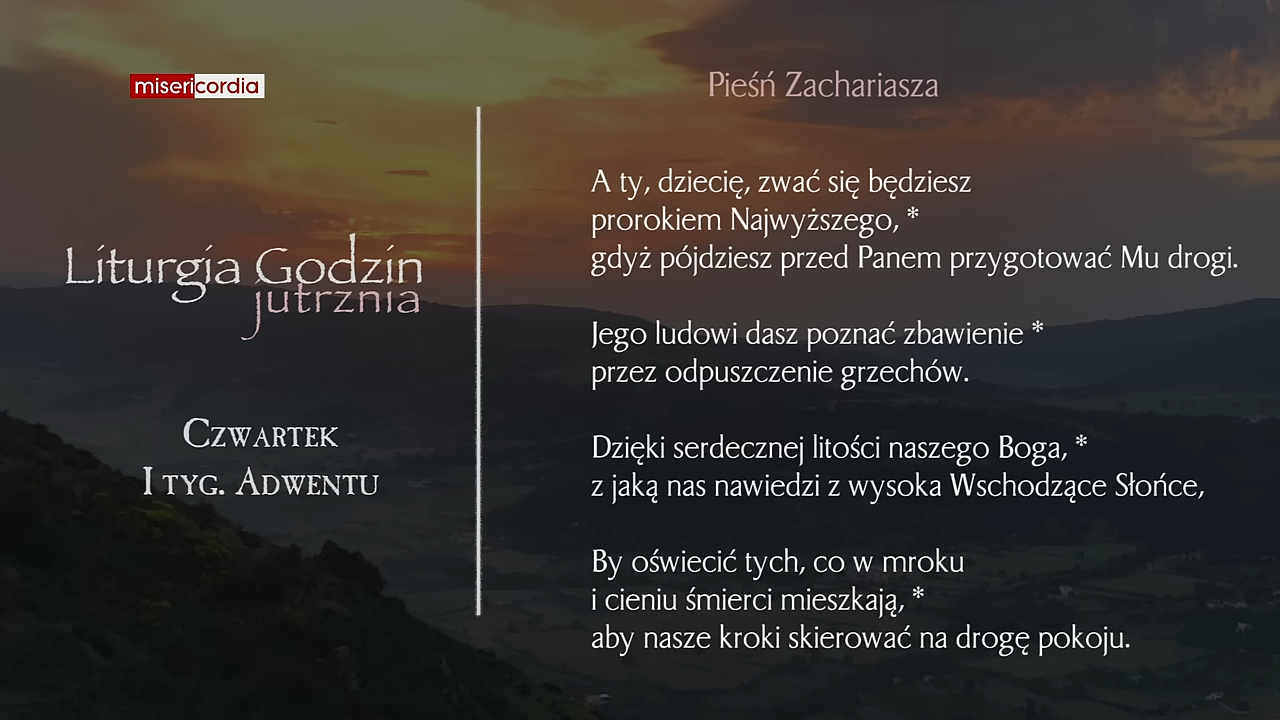 misericordia
Liturgia Godzin
jutrznia
Czwartek
I tyg. Adwentu
Pieśń Zachariasza
A ty, dziecię, zwać się będziesz
prorokiem Najwyższego, *
gdyż pójdziesz przed Panem przygotować Mu drogi.
Jego ludowi dasz poznać zbawienie *
przez odpuszczenie grzechów.
Dzięki serdecznej litości naszego Boga, *
z jaką nas nawiedzi z wysoka Wschodzące Słońce,
By oświecić tych, co w mroku
i cieniu śmierci mieszkają, *
aby nasze kroki skierować na drogę pokoju.